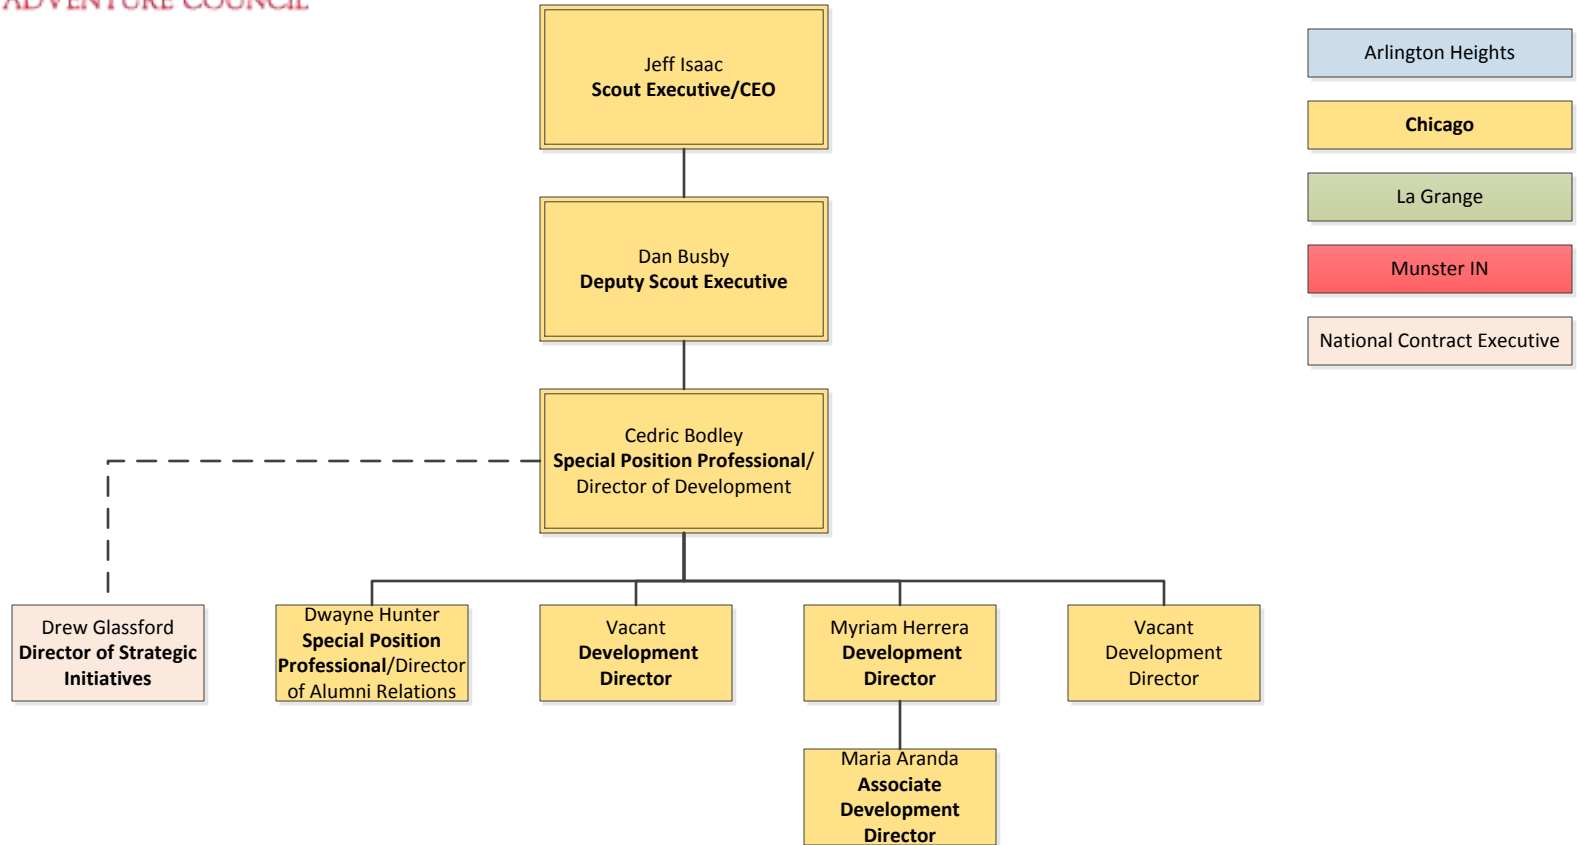 ADVENTURE COUNCIL
Jeff Isaac
Scout Executive/CEO
Arlington Heights
Chicago
La Grange
Munster IN
National Contract Executive
Dan Busby
Deputy Scout Executive
Cedric Bodley
Special Position Professional/
Director of Development
Drew Glassford
Director of Strategic
Initiatives
Dwayne Hunter
Special Position
Professional/Director
of Alumni Relations
Vacant
Development
Director
Myriam Herrera
Development
Director
Vacant
Development
Director
Maria Aranda
Associate
Development
Director